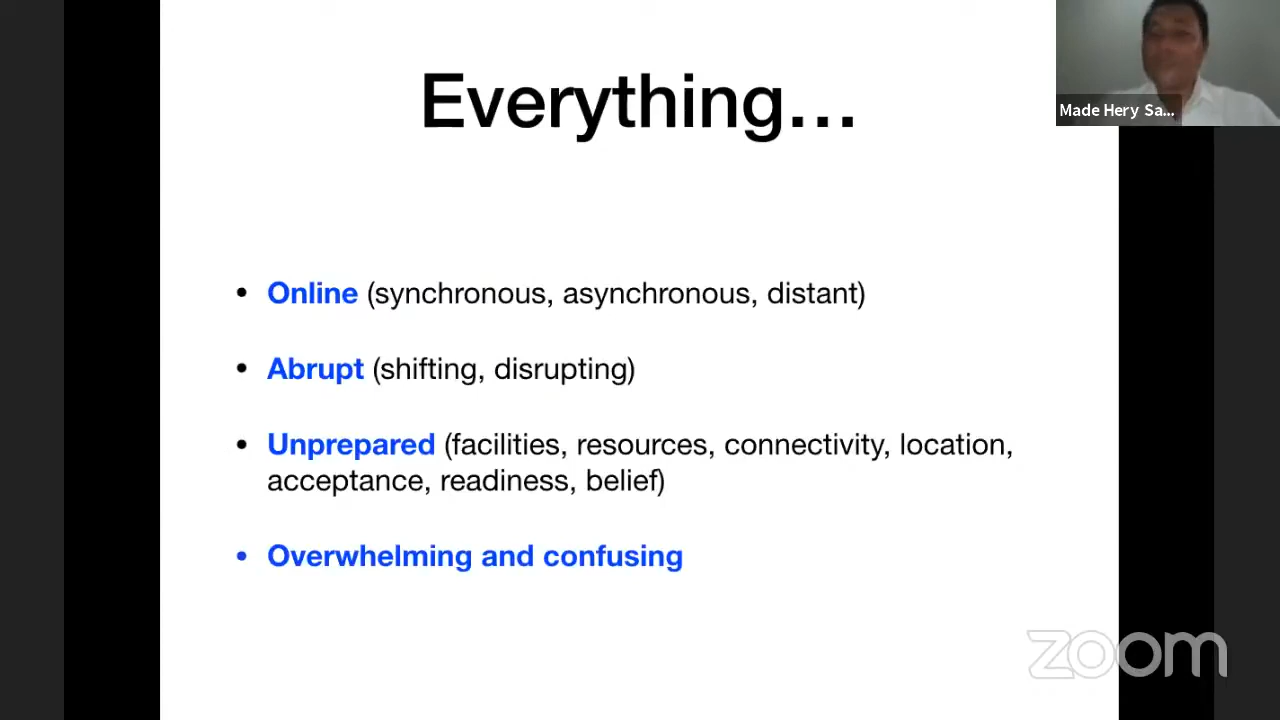 Everything…
Made Hery Sa...
• Online (synchronous, asynchronous, distant)
• Abrupt (shifting, disrupting)
• Unprepared (facilities, resources, connectivity, location,
acceptance, readiness, belief)
• Overwhelming and confusing
zoom